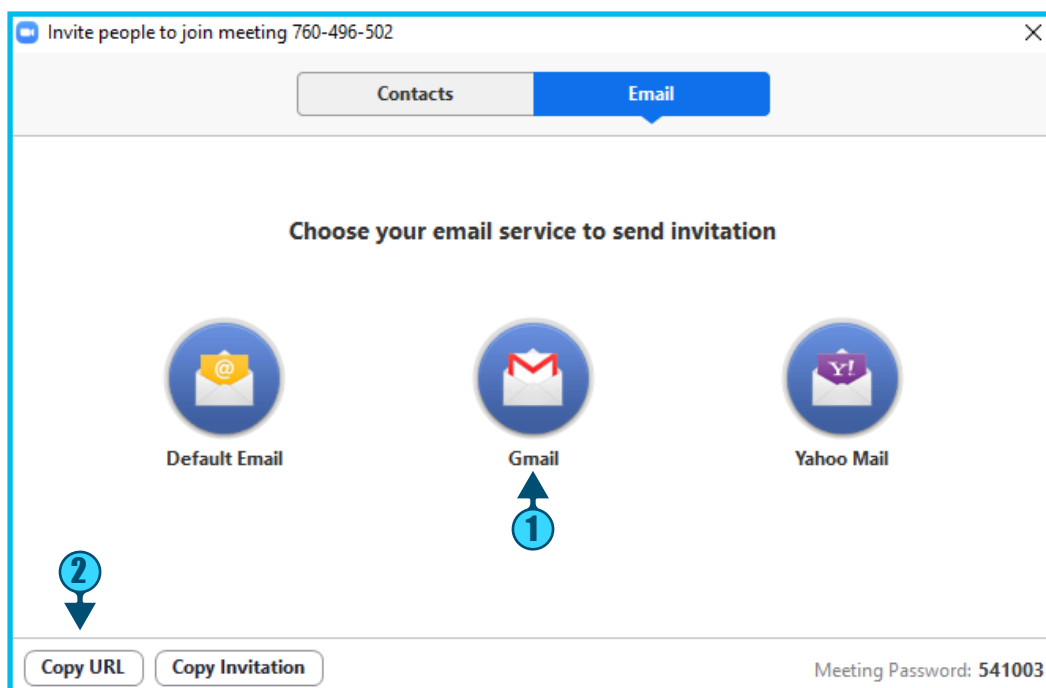 Invite people to join meeting 760-496-502
Contacts
Email
Choose your email service to send invitation
@
Y!
Default Email
Gmail
Yahoo Mail
1
2
Copy URL
Copy Invitation
Meeting Password: 541003